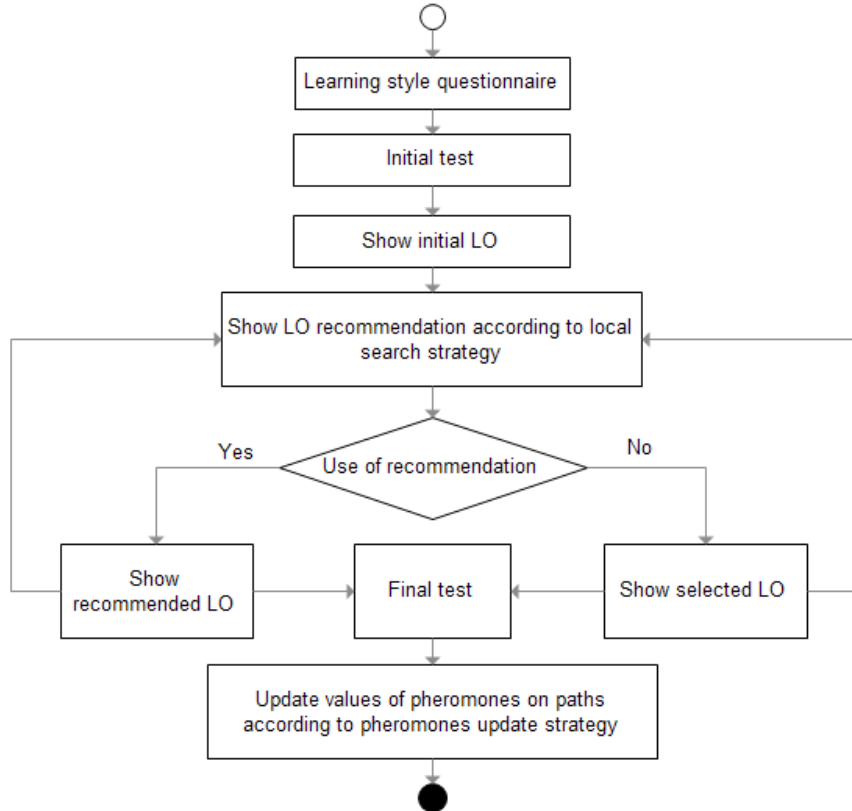 Learning style questionnaire
Initial test
Show initial LO
Show LO recommendation according to local
search strategy
Yes
Use of recommendation
No
Show
recommended LO
Final test
Show selected LO
Update values of pheromones on paths
according to pheromones update strategy